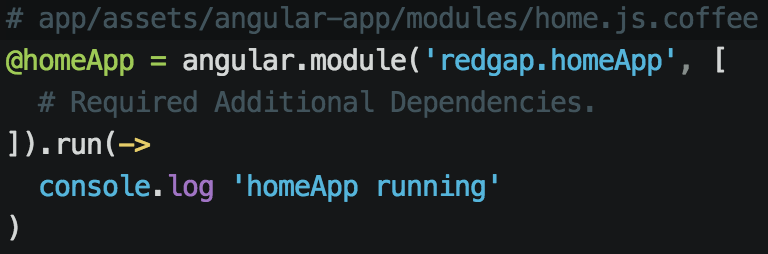 # app/assets/angular-app/modules/home.js.coffee
@homeApp = angular.module('redgap.homeApp', [
  # Required Additional Dependencies.
]).run(->
  console.log 'homeApp running'
)